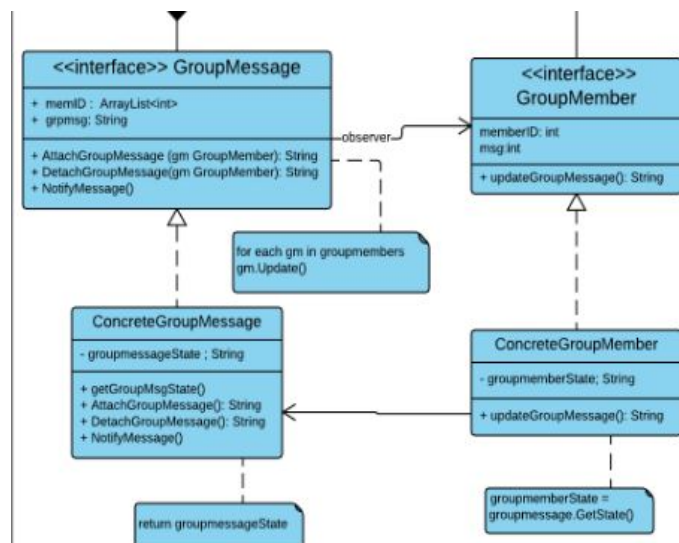 <<interface>> GroupMessage
+ memID : ArrayList<int>
+ grpmsg: String
+ AttachGroupMessage (gm GroupMember): String
+ DetachGroupMessage(gm GroupMember): String
+ NotifyMessage()
observer
<<interface>>
GroupMember
memberID: int
msg:int
+ updateGroupMessage(): String
for each gm in groupmembers
gm.Update()
ConcreteGroupMessage
- groupmessageState ; String
+ getGroupMsgState()
+ AttachGroupMessage(): String
+ DetachGroupMessage(): String
+ NotifyMessage()
ConcreteGroupMember
- groupmemberState; String
+ updateGroupMessage(): String
return groupmessageState
groupmemberState =
groupmessage.GetState()